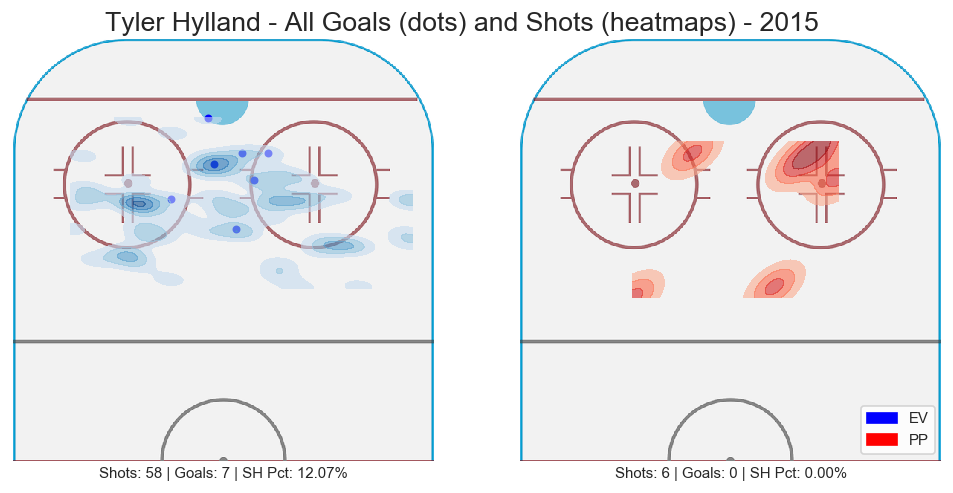 Tyler Hylland - All Goals (dots) and Shots (heatmaps) - 2015
EV
PP
Shots: 58 | Goals: 7 | SH Pct: 12.07%
Shots: 6 | Goals: 0 | SH Pct: 0.00%